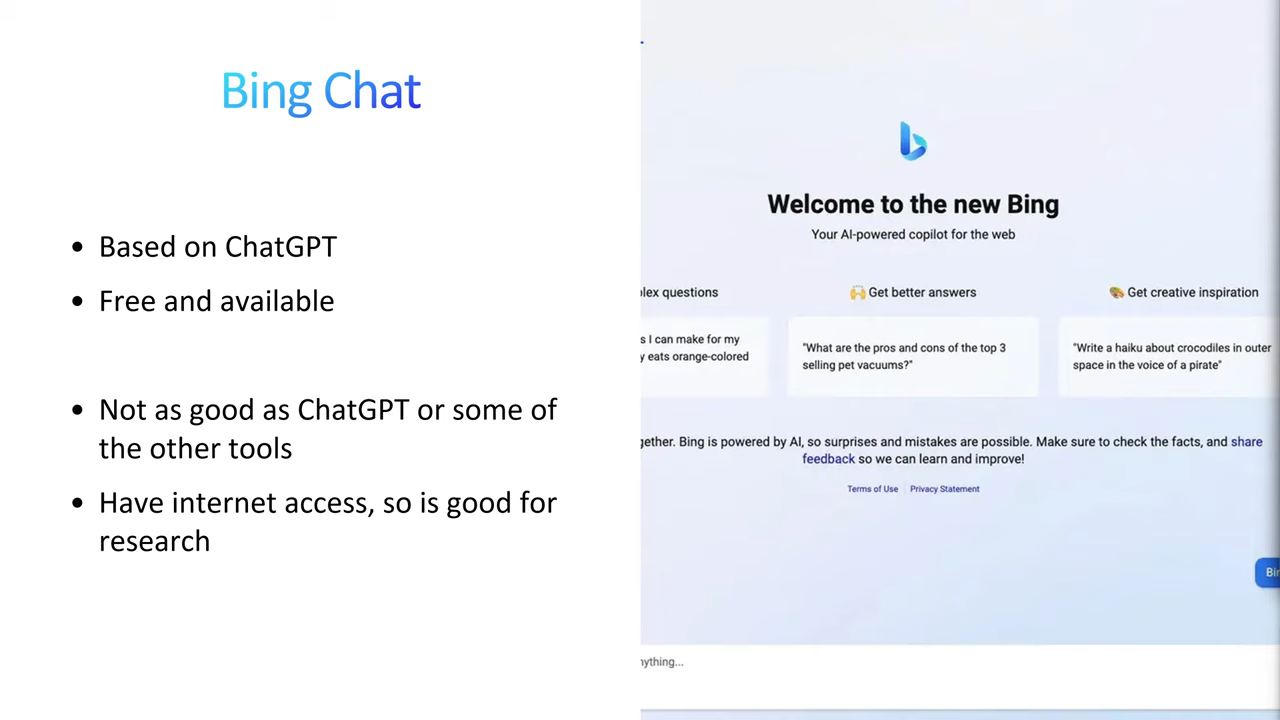 Bing Chat
• Based on ChatGPT
• Free and available
• Not as good as ChatGPT or some of
the other tools
• Have internet access, so is good for
research
Welcome to the new Bing
Your AI-powered copilot for the web
lex questions
🙌 Get better answers
🎨 Get creative inspiration
s I can make for my
y eats orange-colored
"What are the pros and cons of the top 3
selling pet vacuums?"
"Write a haiku about crocodiles in outer
space in the voice of a pirate"
gether. Bing is powered by AI, so surprises and mistakes are possible. Make sure to check the facts, and share
feedback so we can learn and improve!
Terms of Use Privacy Statement
Bin
nything...